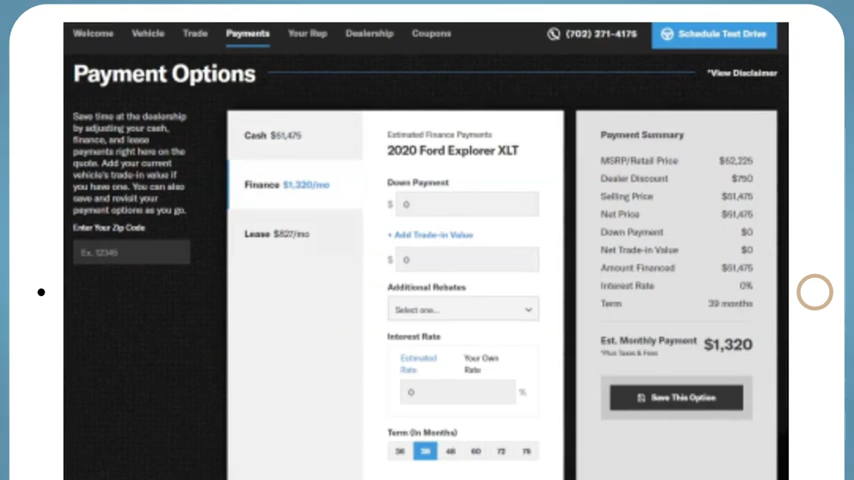 Welcome Vehicle Trade Payments Your Rep Dealership Coupons (702) 271-4175 Schedule Test Drive
Payment Options
*View Disclaimer
Save time at the dealership
by adjusting your cash,
finance, and lease
payments right here on the
quote. Add your current
vehicle's trade-in value if
you have one. You can also
save and revisit your
payment options as you go.
Enter Your Zip Code
Ex. 12345
Cash $51,475
Finance $1,320/mo
Lease $827/mo
Estimated Finance Payments
2020 Ford Explorer XLT
Down Payment
$ 0
+ Add Trade-in Value
$ 0
Additional Rebates
Select one...
Interest Rate
Estimated
Rate
Your Own
Rate
0 %
Term (In Months)
36 39 48 60 72 75
Payment Summary
MSRP/Retail Price $52,225
Dealer Discount $750
Selling Price $51,475
Net Price $51,475
Down Payment $0
Net Trade-in Value $0
Amount Financed $51,475
Interest Rate 0%
Term 39 months
Est. Monthly Payment $1,320
*Plus Taxes & Fees
Save This Option